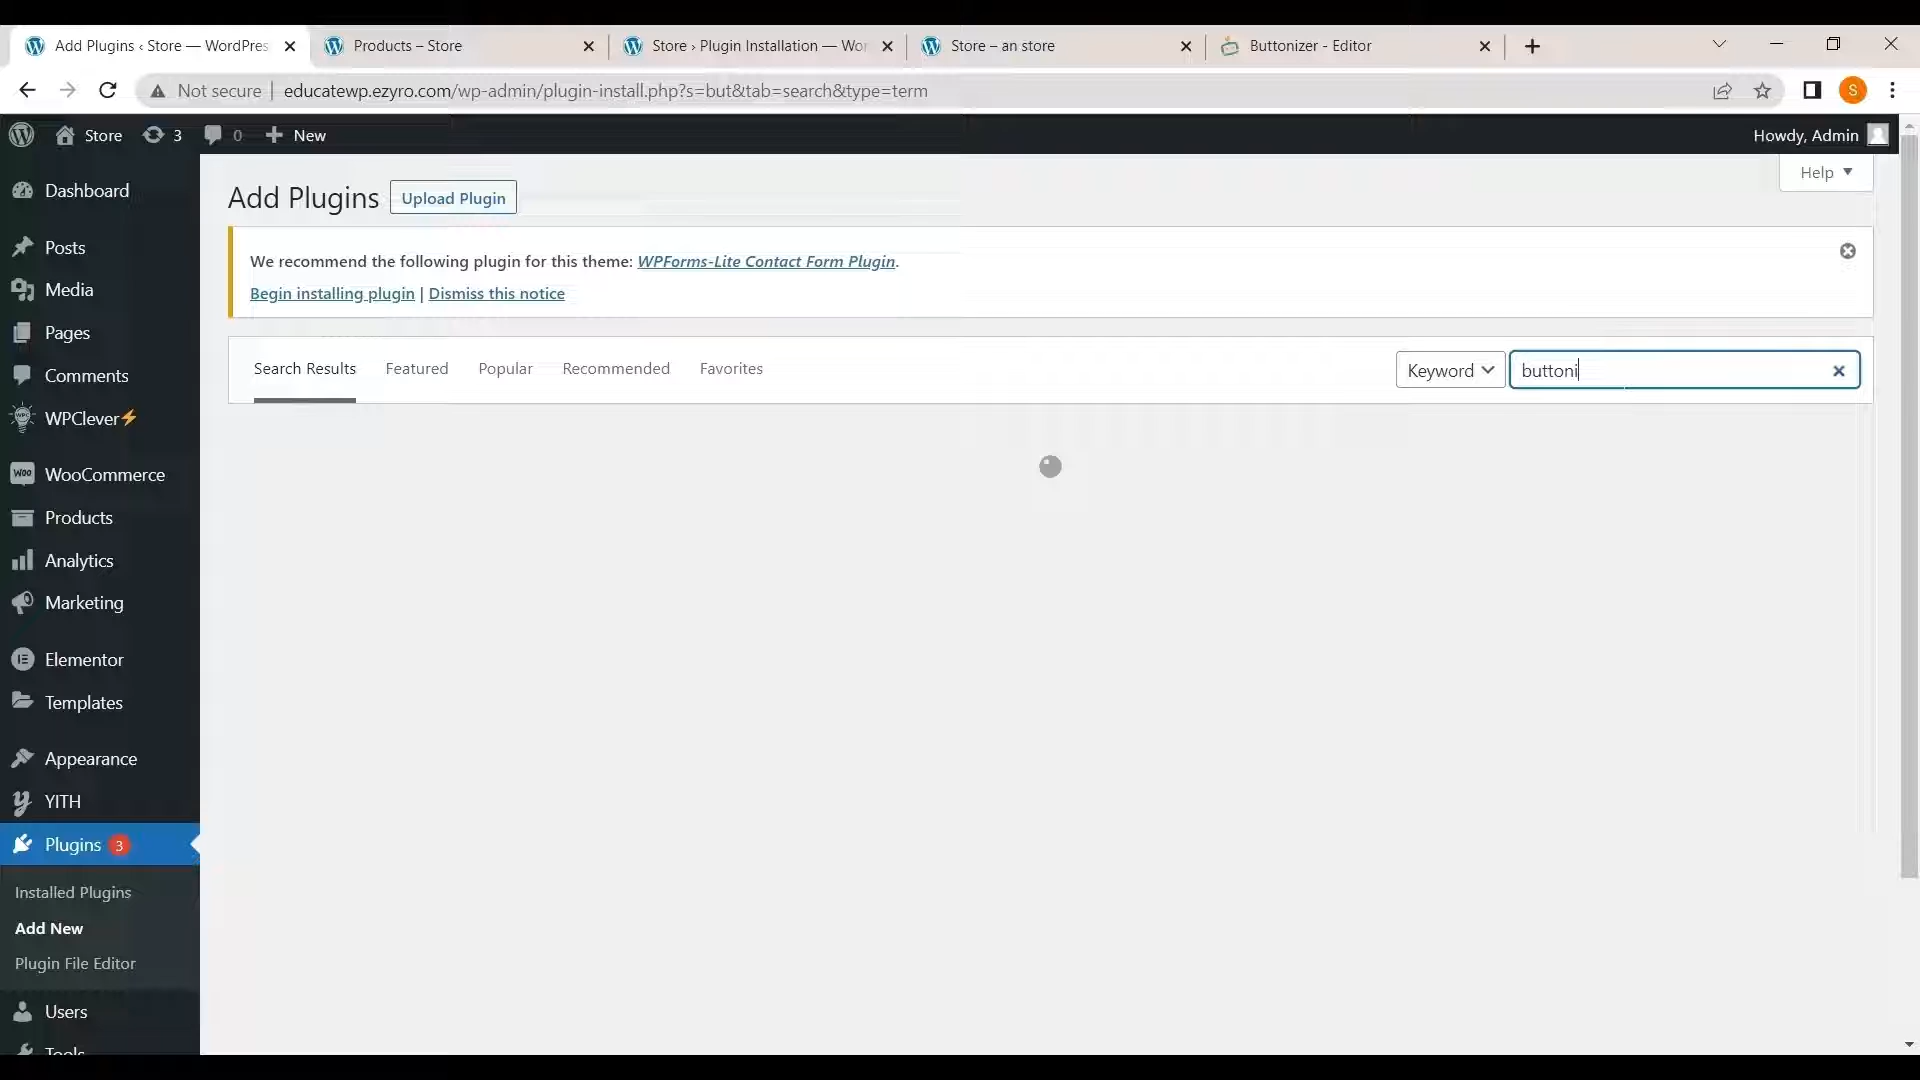 Add Plugins ‹ Store — WordPres
Products – Store
Store › Plugin Installation — Wor
Store – an store
Buttonizer - Editor
Not secure
educatewp.ezyro.com/wp-admin/plugin-install.php?s=but&tab=search&type=term
S
Store
3
0
New
Howdy, Admin
Help
Dashboard
Posts
Media
Pages
Comments
WPClever⚡
WooCommerce
Products
Analytics
Marketing
Elementor
Templates
Appearance
YITH
Plugins 3
Installed Plugins
Add New
Plugin File Editor
Users
Tools
Add Plugins
Upload Plugin
We recommend the following plugin for this theme: WPForms-Lite Contact Form Plugin.
Begin installing plugin | Dismiss this notice
Search Results
Featured
Popular
Recommended
Favorites
Keyword
buttoni